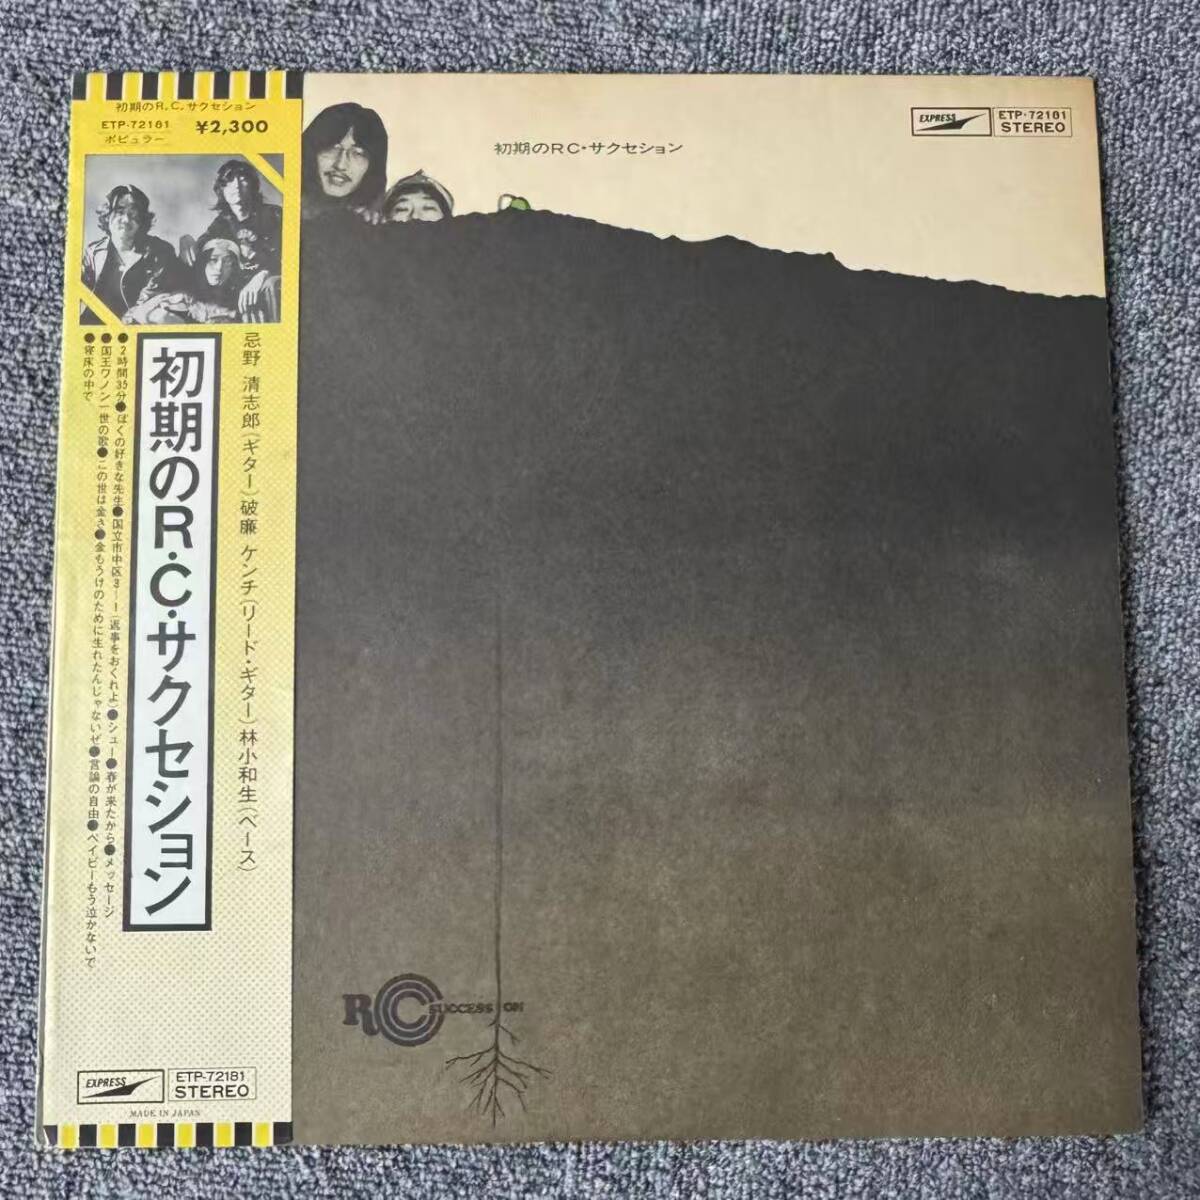 初期のR.C.サクセション
ETP-72181 ¥2,300
ポピュラー
忌野 清志郎(ギター)破廉 ケンチ(リード・ギター)林小和生(ベース)
初期のR・C・サクセション
●2時間35分●ぼくの好きな先生●国立市中区3-1(返事をおくれよ)●シュー●春が来たから●メッセージ
●国王ワノン一世の歌●この世は金さ●金もうけのために生れたんじゃないぜ●言論の自由●ベイビーもう泣かないで
●寝床の中で
EXPRESS
ETP-72181
STEREO
MADE IN JAPAN
初期のRC・サクセション
EXPRESS
ETP・72181
STEREO
RC SUCCESSION